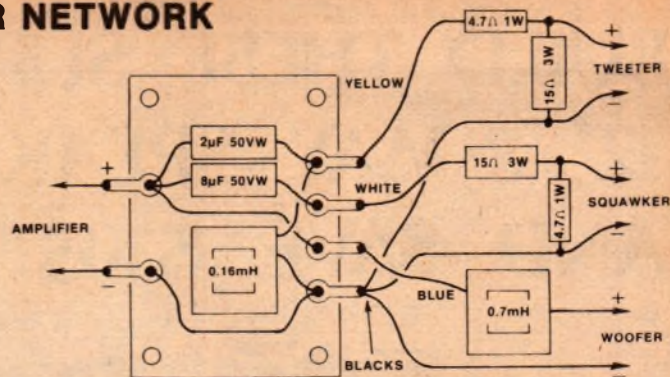 R NETWORK
4.7Ω 1W
+
TWEETER
15Ω 3W
–
YELLOW
2µF 50VW
+
8µF 50VW
WHITE
15Ω 3W
+
SQUAWKER
4.7Ω 1W
–
AMPLIFIER
0.16mH
–
BLUE
0.7mH
+
WOOFER
–
BLACKS